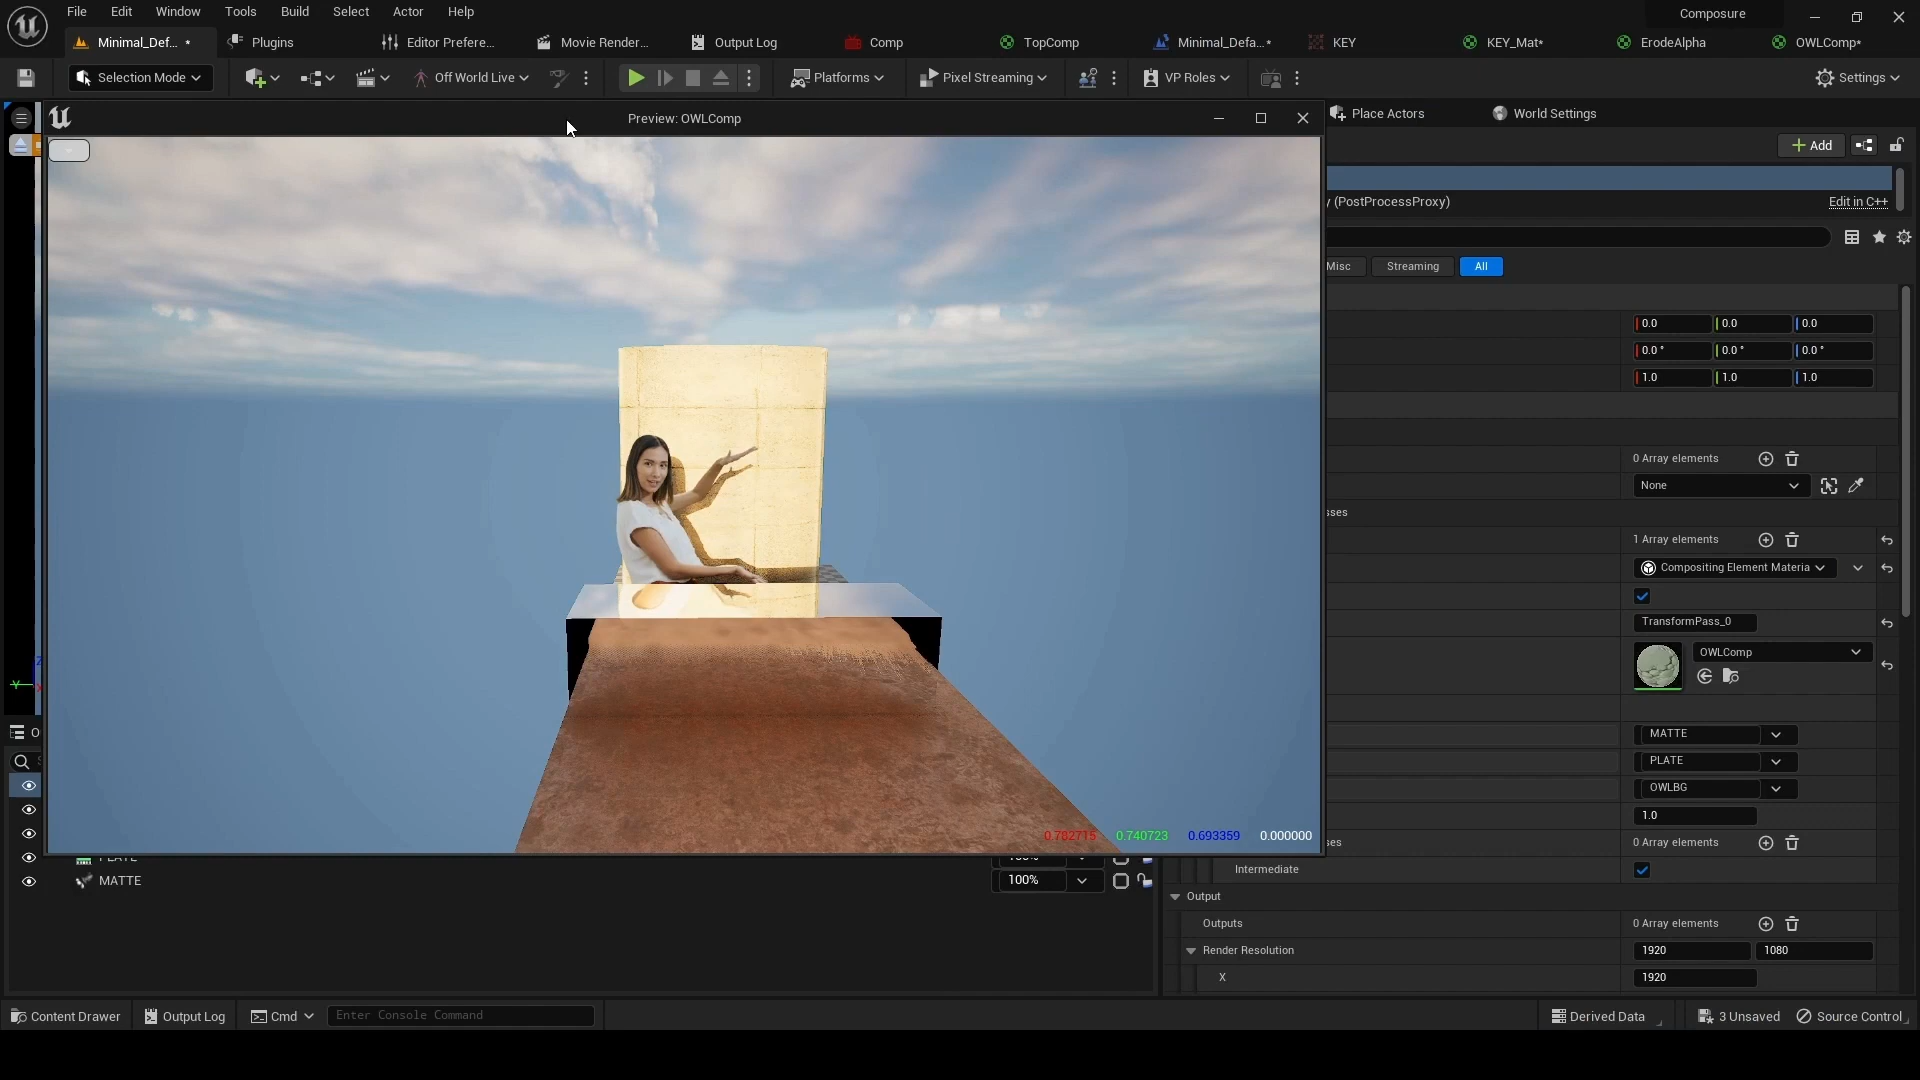 File Edit Window Tools Build Select Actor Help
Composure
Minimal_Def... •
Plugins
Editor Prefere...
Movie Render...
Output Log
Comp
TopComp
Minimal_Defa...*
KEY
KEY_Mat*
ErodeAlpha
OWLComp*
Selection Mode
Off World Live
Platforms
Pixel Streaming
VP Roles
Settings
Preview: OWLComp
Place Actors
World Settings
Add
(PostProcessProxy)
Edit in C++
Misc
Streaming
All
0.0 0.0 0.0
0.0 ° 0.0 ° 0.0 °
1.0 1.0 1.0
0 Array elements
None
sses
1 Array elements
Compositing Element Materia
TransformPass_0
OWLComp
MATTE
PLATE
OWLBG
1.0
0.782715 0.740723 0.693359 0.000000
ses
0 Array elements
PLATE
100%
MATTE
100%
Intermediate
Output
Outputs
0 Array elements
Render Resolution
1920 1080
X
1920
Content Drawer
Output Log
Cmd
Enter Console Command
Derived Data
3 Unsaved
Source Control